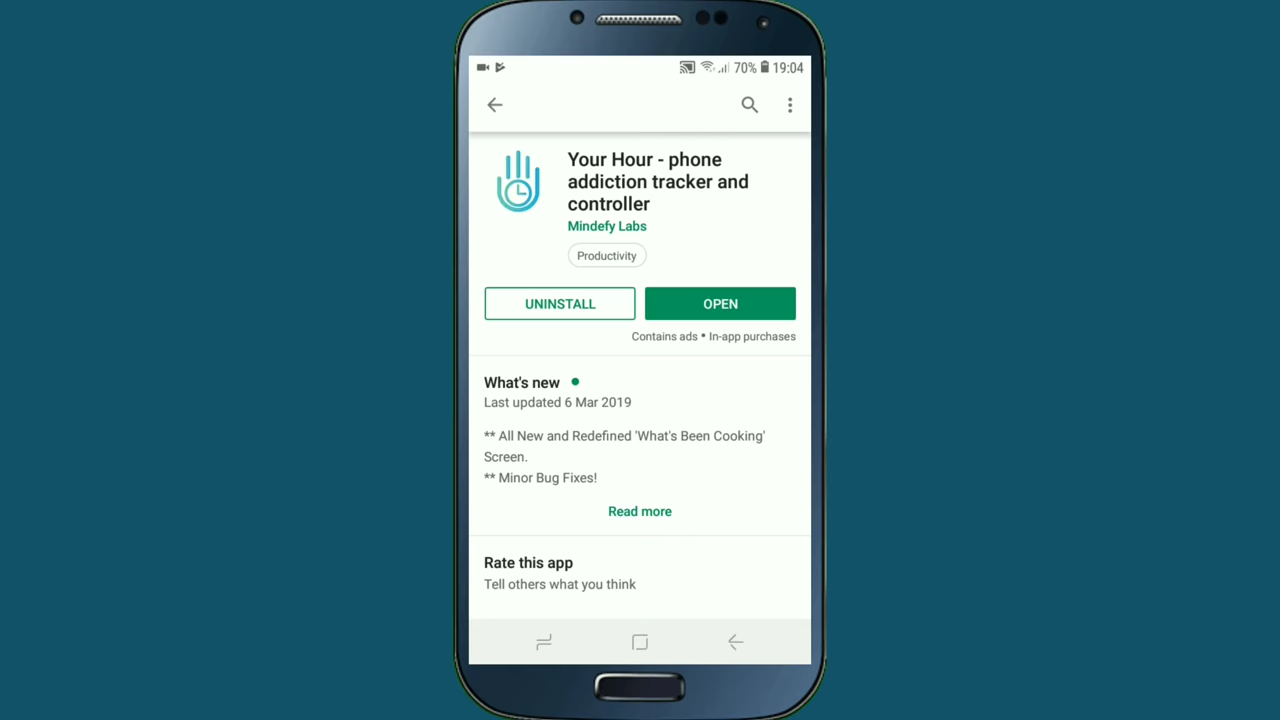 70% 19:04
Your Hour - phone
addiction tracker and
controller
Mindefy Labs
Productivity
UNINSTALL OPEN
Contains ads • In-app purchases
What's new
Last updated 6 Mar 2019
** All New and Redefined 'What's Been Cooking'
Screen.
** Minor Bug Fixes!
Read more
Rate this app
Tell others what you think